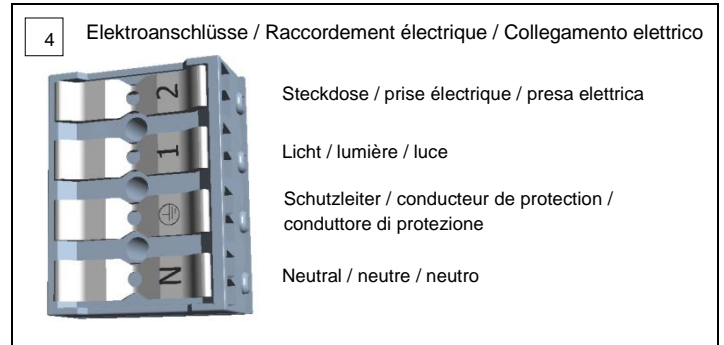 4
Elektroanschlüsse / Raccordement électrique / Collegamento elettrico
2
Steckdose / prise électrique / presa elettrica
1
Licht / lumière / luce
Schutzleiter / conducteur de protection /
conduttore di protezione
N
Neutral / neutre / neutro